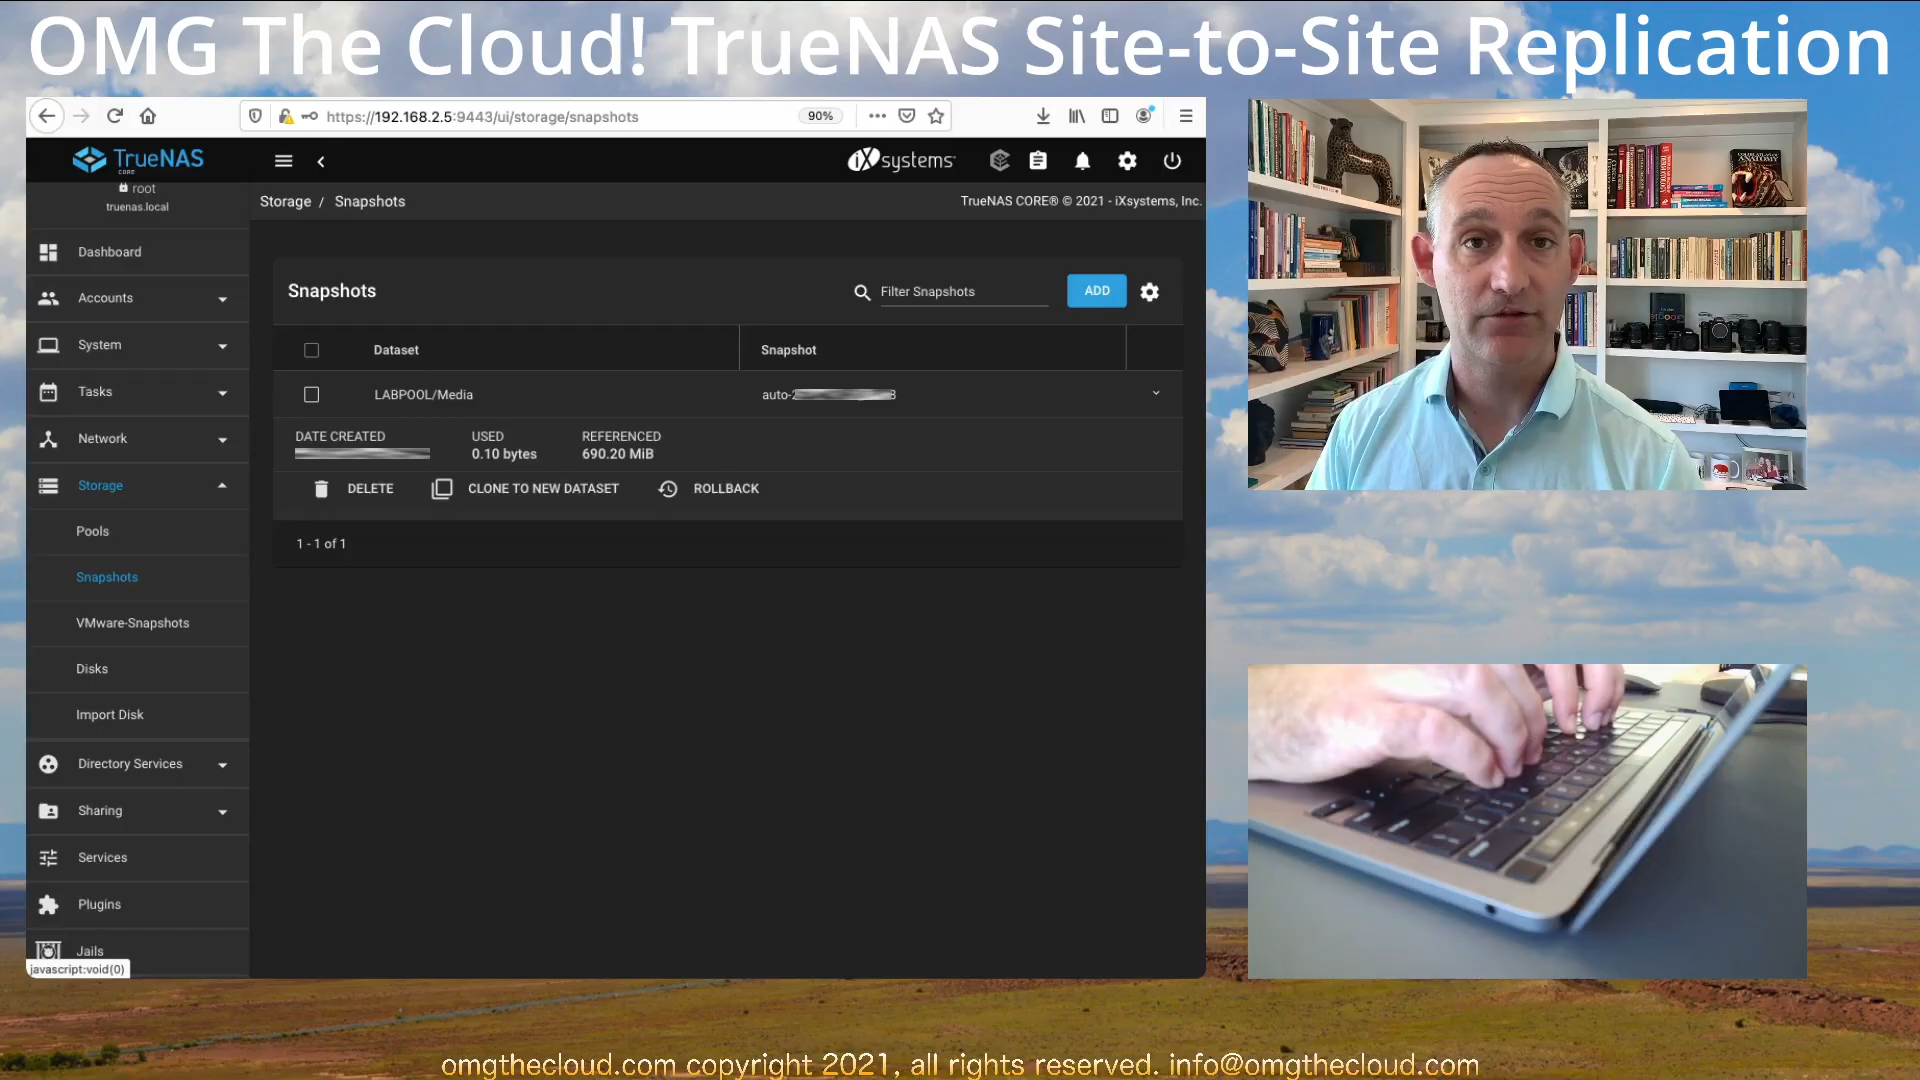 OMG The Cloud! TrueNAS Site-to-Site Replication
https://192.168.2.5:9443/ui/storage/snapshots
90%
TrueNAS
CORE
iXsystems
root
truenas.local
Storage / Snapshots
TrueNAS CORE® © 2021 - iXsystems, Inc.
Dashboard
Accounts
System
Tasks
Network
Storage
Pools
Snapshots
VMware-Snapshots
Disks
Import Disk
Directory Services
Sharing
Services
Plugins
Jails
javascript:void(0)
Snapshots
Filter Snapshots
ADD
Dataset
Snapshot
LABPOOL/Media
DATE CREATED
USED
REFERENCED
0.10 bytes
690.20 MiB
DELETE
CLONE TO NEW DATASET
ROLLBACK
1 - 1 of 1
ANATOMY
omgthecloud.com copyright 2021, all rights reserved. info@omgthecloud.com